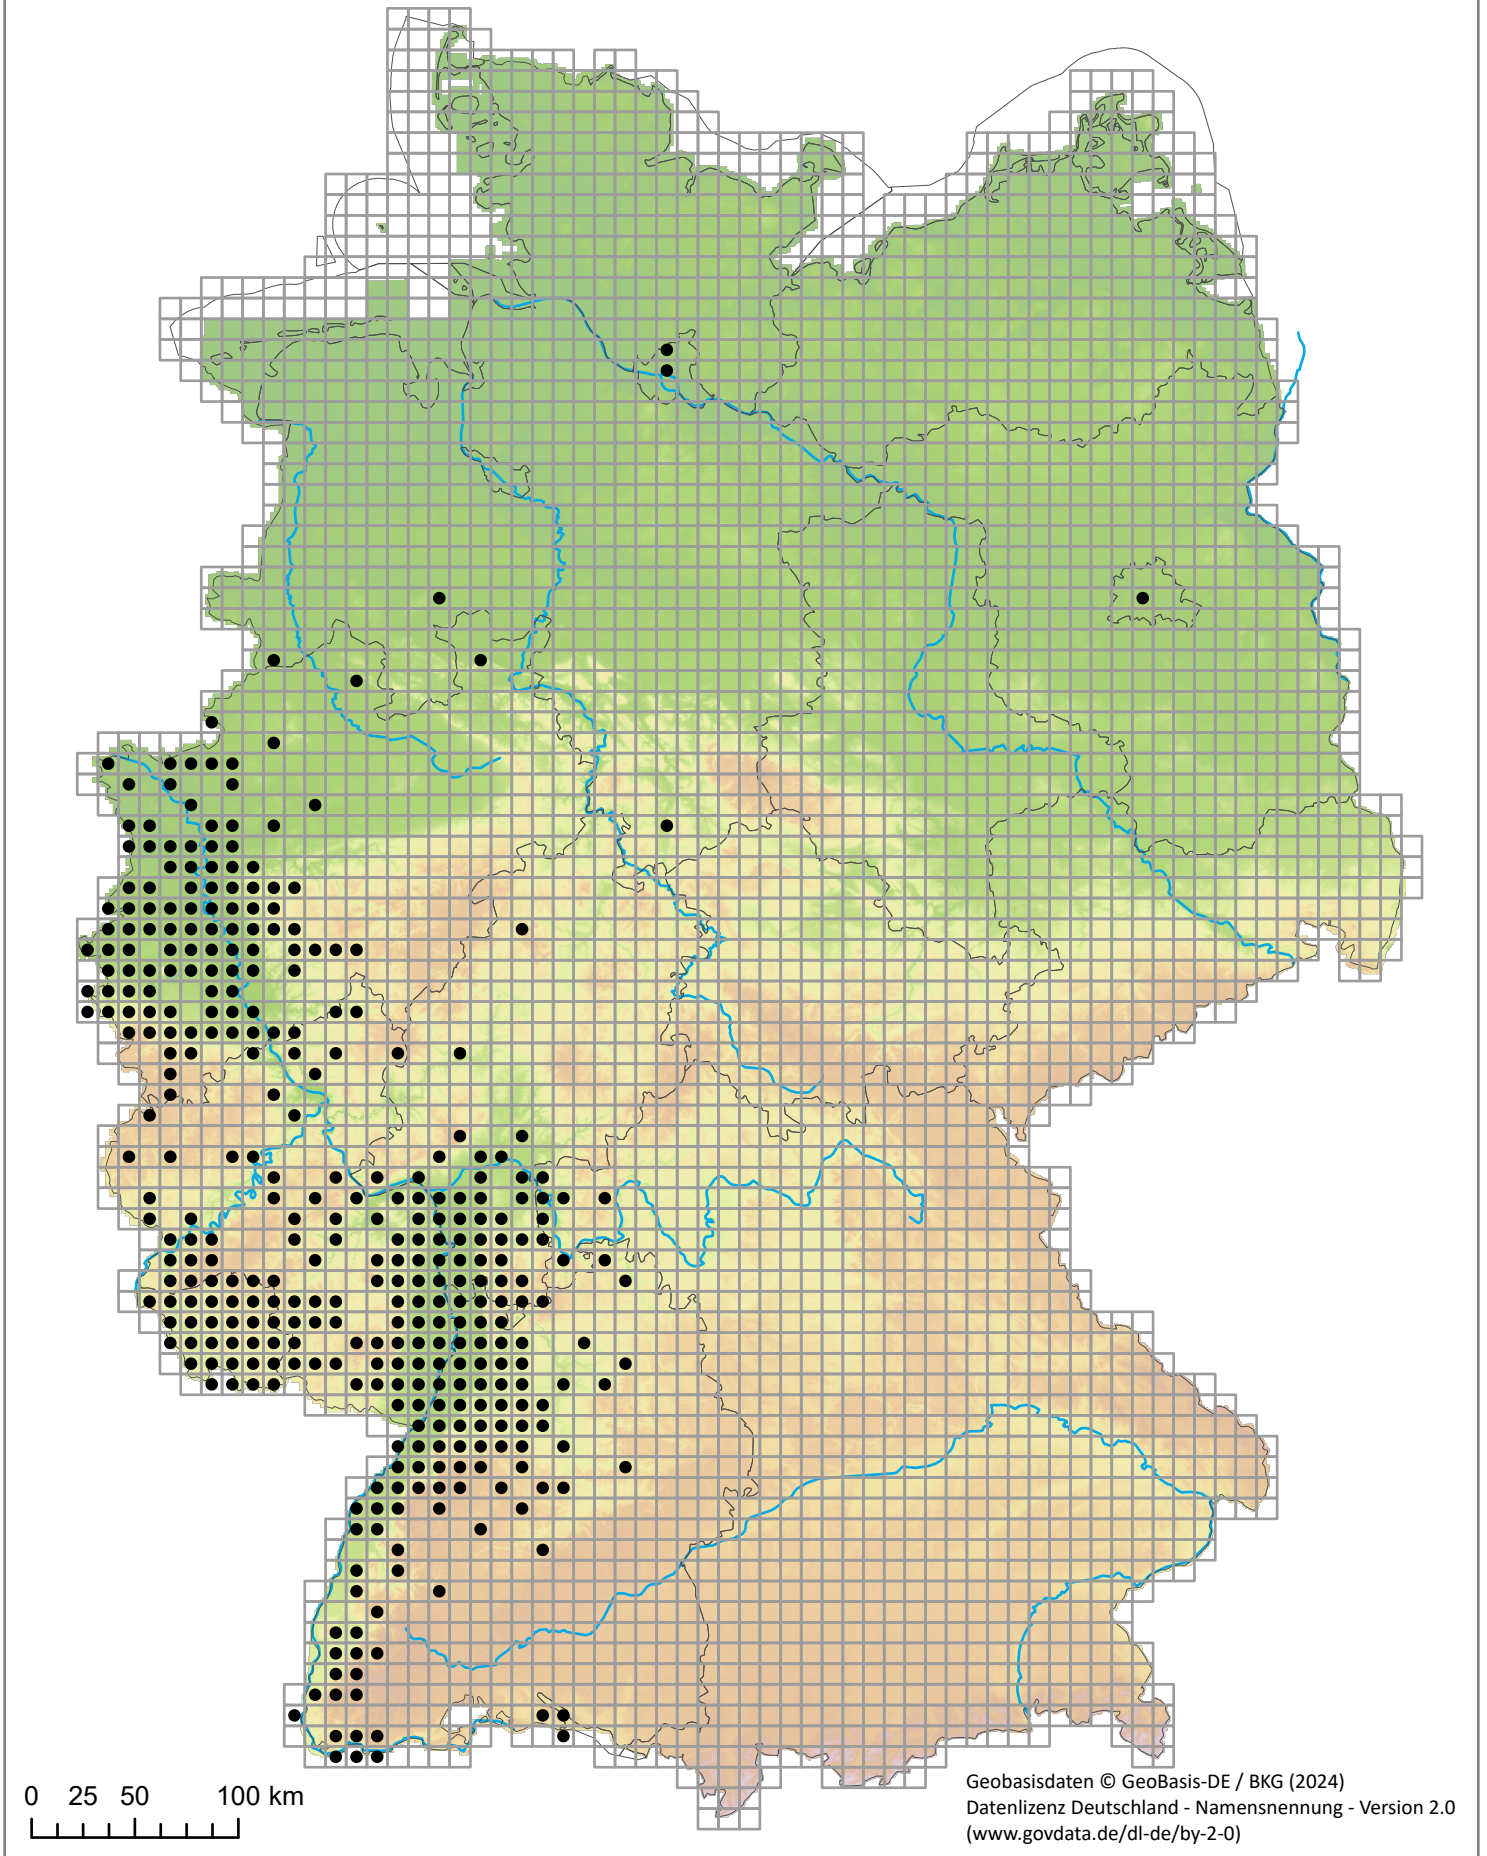 0 25 50 100 km
Geobasisdaten © GeoBasis-DE / BKG (2024)
Datenlizenz Deutschland - Namensnennung - Version 2.0
(www.govdata.de/dl-de/by-2-0)